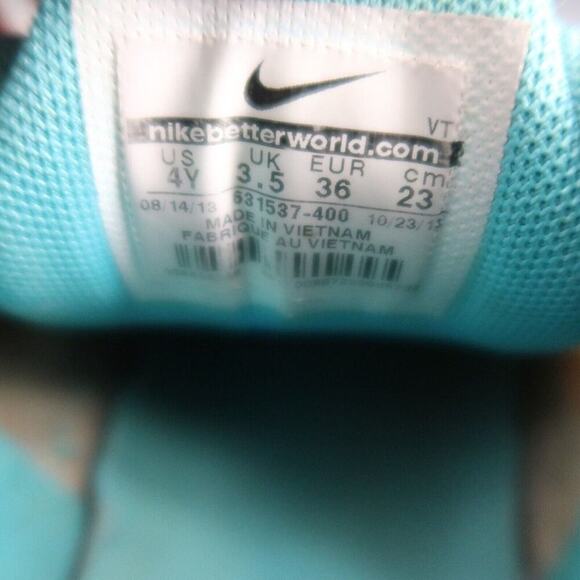 VT
nikebetterworld.com
US UK EUR cm
4Y 3.5 36 23
08/14/13 631537-400 10/23/13
MADE IN VIETNAM
FABRIQUE AU VIETNAM